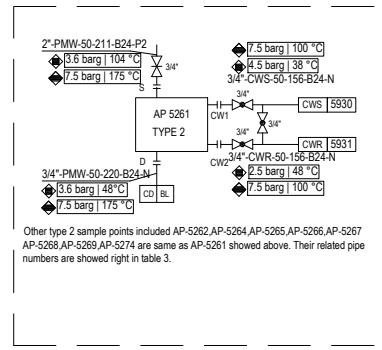 2"-PMW-50-211-B24-P2
3.6 barg | 104 °C
7.5 barg | 175 °C
3/4"
S
7.5 barg | 100 °C
4.5 barg | 38 °C
3/4"-CWS-50-156-B24-N
3/4"
CW1
CWS 5930
AP 5261
TYPE 2
3/4"
3/4"
CWR 5931
CW2
3/4"-CWR-50-156-B24-N
2.5 barg | 48 °C
7.5 barg | 100 °C
D
3/4"-PMW-50-220-B24-N
3.6 barg | 48°C
7.5 barg | 175 °C
CD BL
Other type 2 sample points included AP-5262,AP-5264,AP-5265,AP-5266,AP-5267
AP-5268,AP-5269,AP-5274 are same as AP-5261 showed above. Their related pipe
numbers are showed right in table 3.